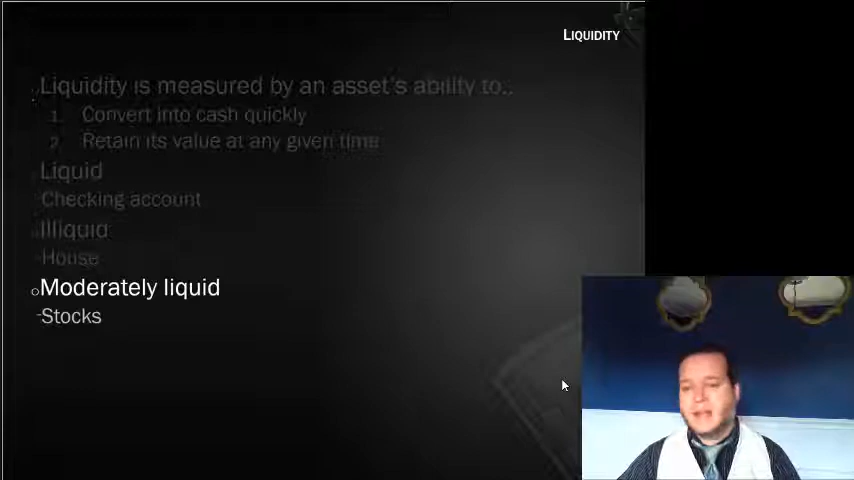 LIQUIDITY
Liquidity is measured by an asset's ability to..
1. Convert into cash quickly
2. Retain its value at any given time
Liquid
-Checking account
Illiquid
-House
Moderately liquid
-Stocks